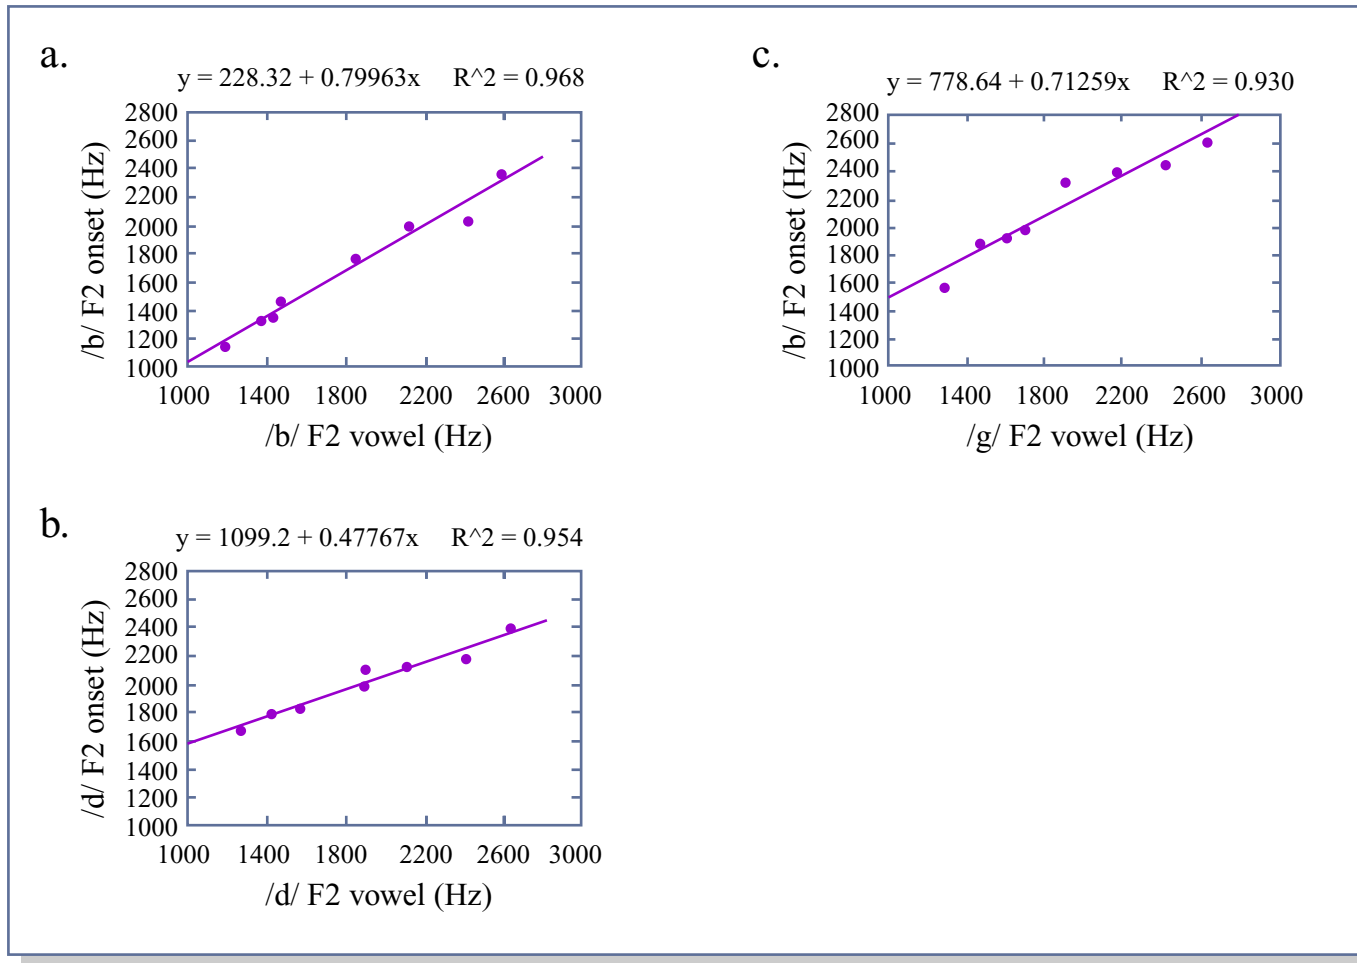 a.
y = 228.32 + 0.79963x R^2 = 0.968
2800
2600
2400
2200
2000
1800
1600
1400
1200
1000
/b/ F2 onset (Hz)
1000 1400 1800 2200 2600 3000
/b/ F2 vowel (Hz)
b.
y = 1099.2 + 0.47767x R^2 = 0.954
2800
2600
2400
2200
2000
1800
1600
1400
1200
1000
/d/ F2 onset (Hz)
1000 1400 1800 2200 2600 3000
/d/ F2 vowel (Hz)
c.
y = 778.64 + 0.71259x R^2 = 0.930
2800
2600
2400
2200
2000
1800
1600
1400
1200
1000
/b/ F2 onset (Hz)
1000 1400 1800 2200 2600 3000
/g/ F2 vowel (Hz)